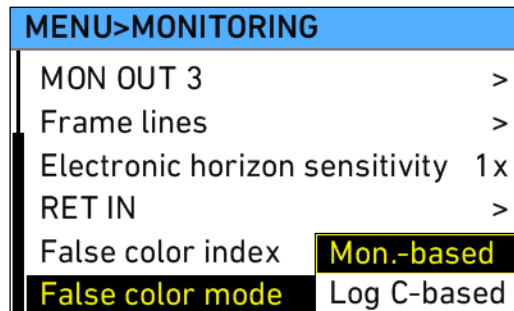 MENU>MONITORING
MON OUT 3 >
Frame lines >
Electronic horizon sensitivity 1x
RET IN >
False color index Mon.-based
False color mode Log C-based